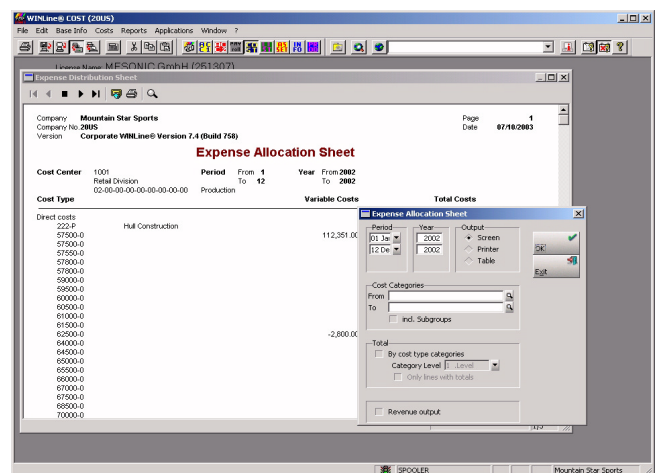 WINLine® COST (20US)
File Edit Base Info Costs Reports Applications Window ?
License Name MESONIC GmbH (251307)
Expense Distribution Sheet
Company Mountain Star Sports Page 1
Company No. 20US Date 07/10/2003
Version Corporate WINLine® Version 7.4 (Build 758)
Expense Allocation Sheet
Cost Center 1001 Period From 1 Year From 2002
Retail Division To 12 To 2002
02-00-00-00-00-00-00-00 Production
Cost Type Variable Costs Total Costs
Direct costs
222-P Hull Construction
57500-0 112,351.00
57500-0
57550-0
57800-0
57800-0
59000-0
59500-0
60000-0
60500-0
61000-0
61500-0
62500-0 -2,800.00
64000-0
64500-0
65000-0
65500-0
66000-0
67000-0
67500-0
68500-0
70000-0
Expense Allocation Sheet
Period Year Output
01 Jar 2002 Screen
12 De 2002 Printer
Table
OK
Exit
Cost Categories
From
To
incl. Subgroups
Total
By cost type categories
Category Level 1 .Level
Only lines with totals
Revenue output
SPOOLER Mountain Star Sports